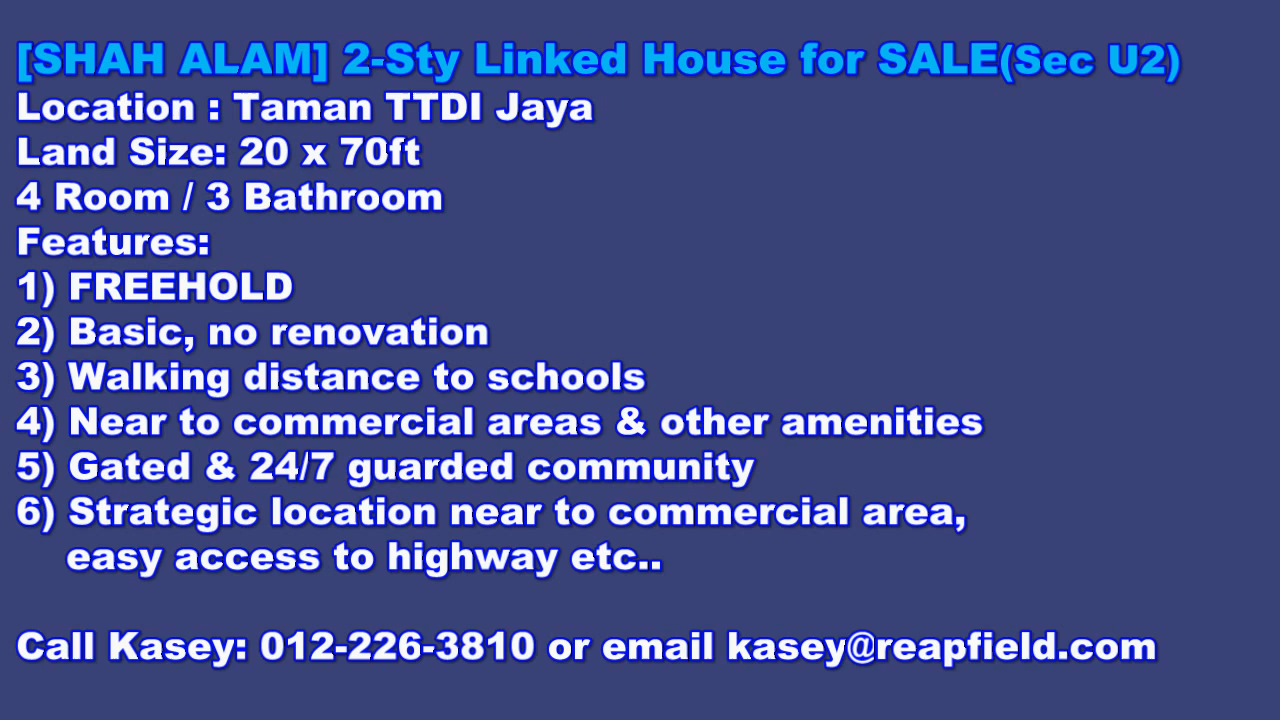 [SHAH ALAM] 2-Sty Linked House for SALE(Sec U2)
Location : Taman TTDI Jaya
Land Size: 20 x 70ft
4 Room / 3 Bathroom
Features:
1) FREEHOLD
2) Basic, no renovation
3) Walking distance to schools
4) Near to commercial areas & other amenities
5) Gated & 24/7 guarded community
6) Strategic location near to commercial area,
easy access to highway etc..
Call Kasey: 012-226-3810 or email kasey@reapfield.com